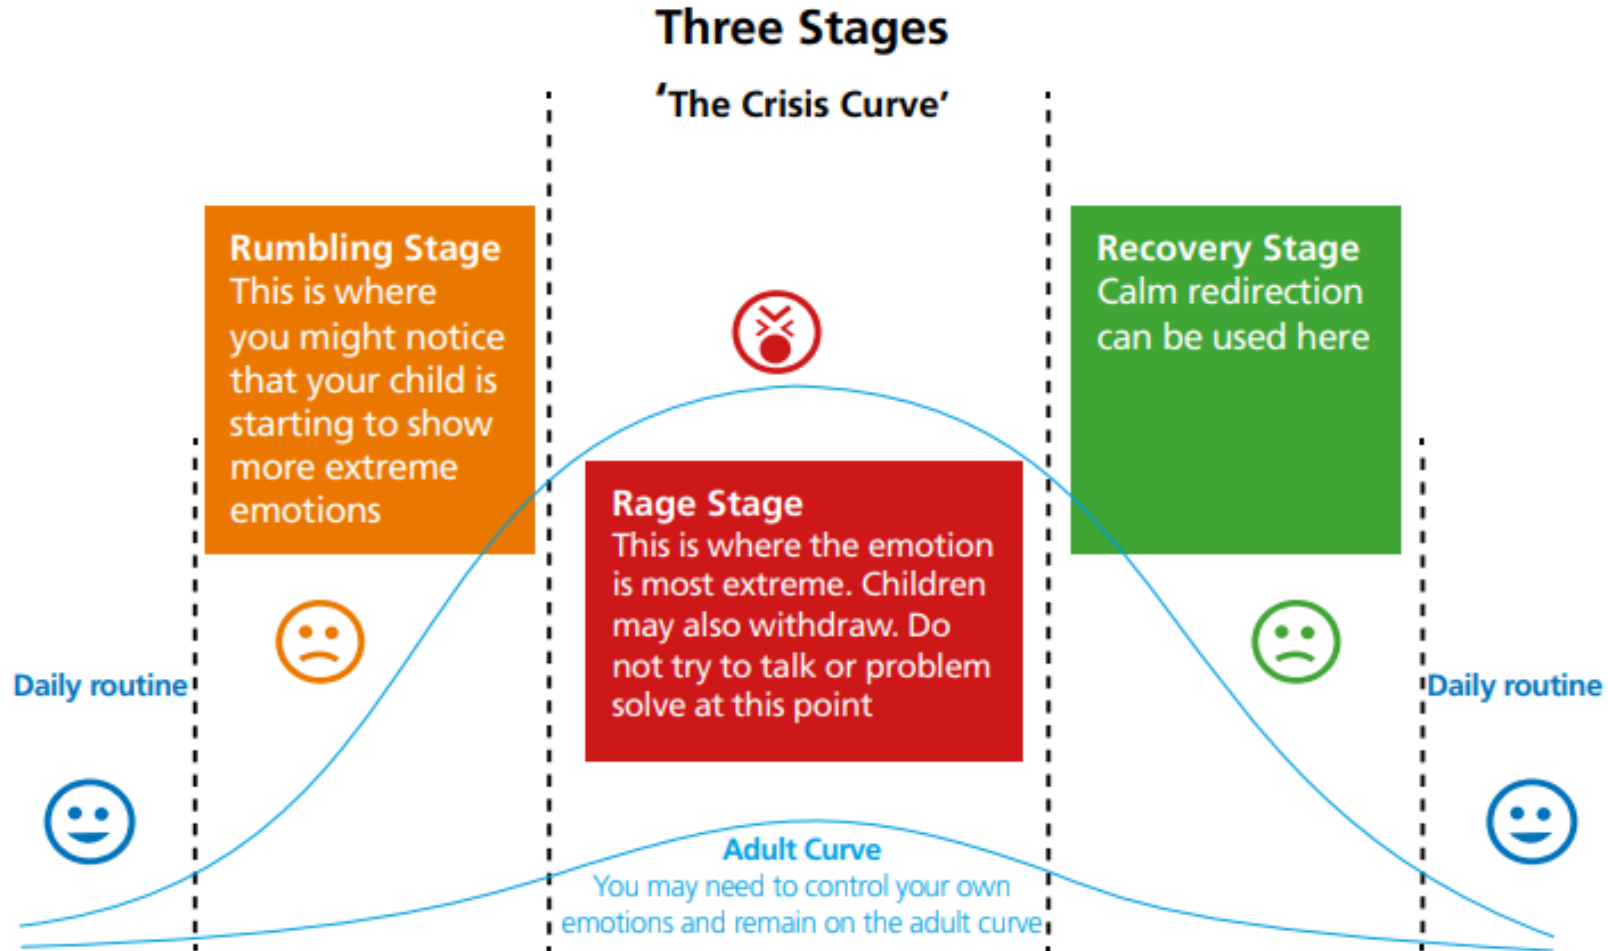 Three Stages
‘The Crisis Curve’
Rumbling Stage
This is where
you might notice
that your child is
starting to show
more extreme
emotions
Recovery Stage
Calm redirection
can be used here
Rage Stage
This is where the emotion
is most extreme. Children
may also withdraw. Do
not try to talk or problem
solve at this point
Daily routine
Daily routine
Adult Curve
You may need to control your own
emotions and remain on the adult curve